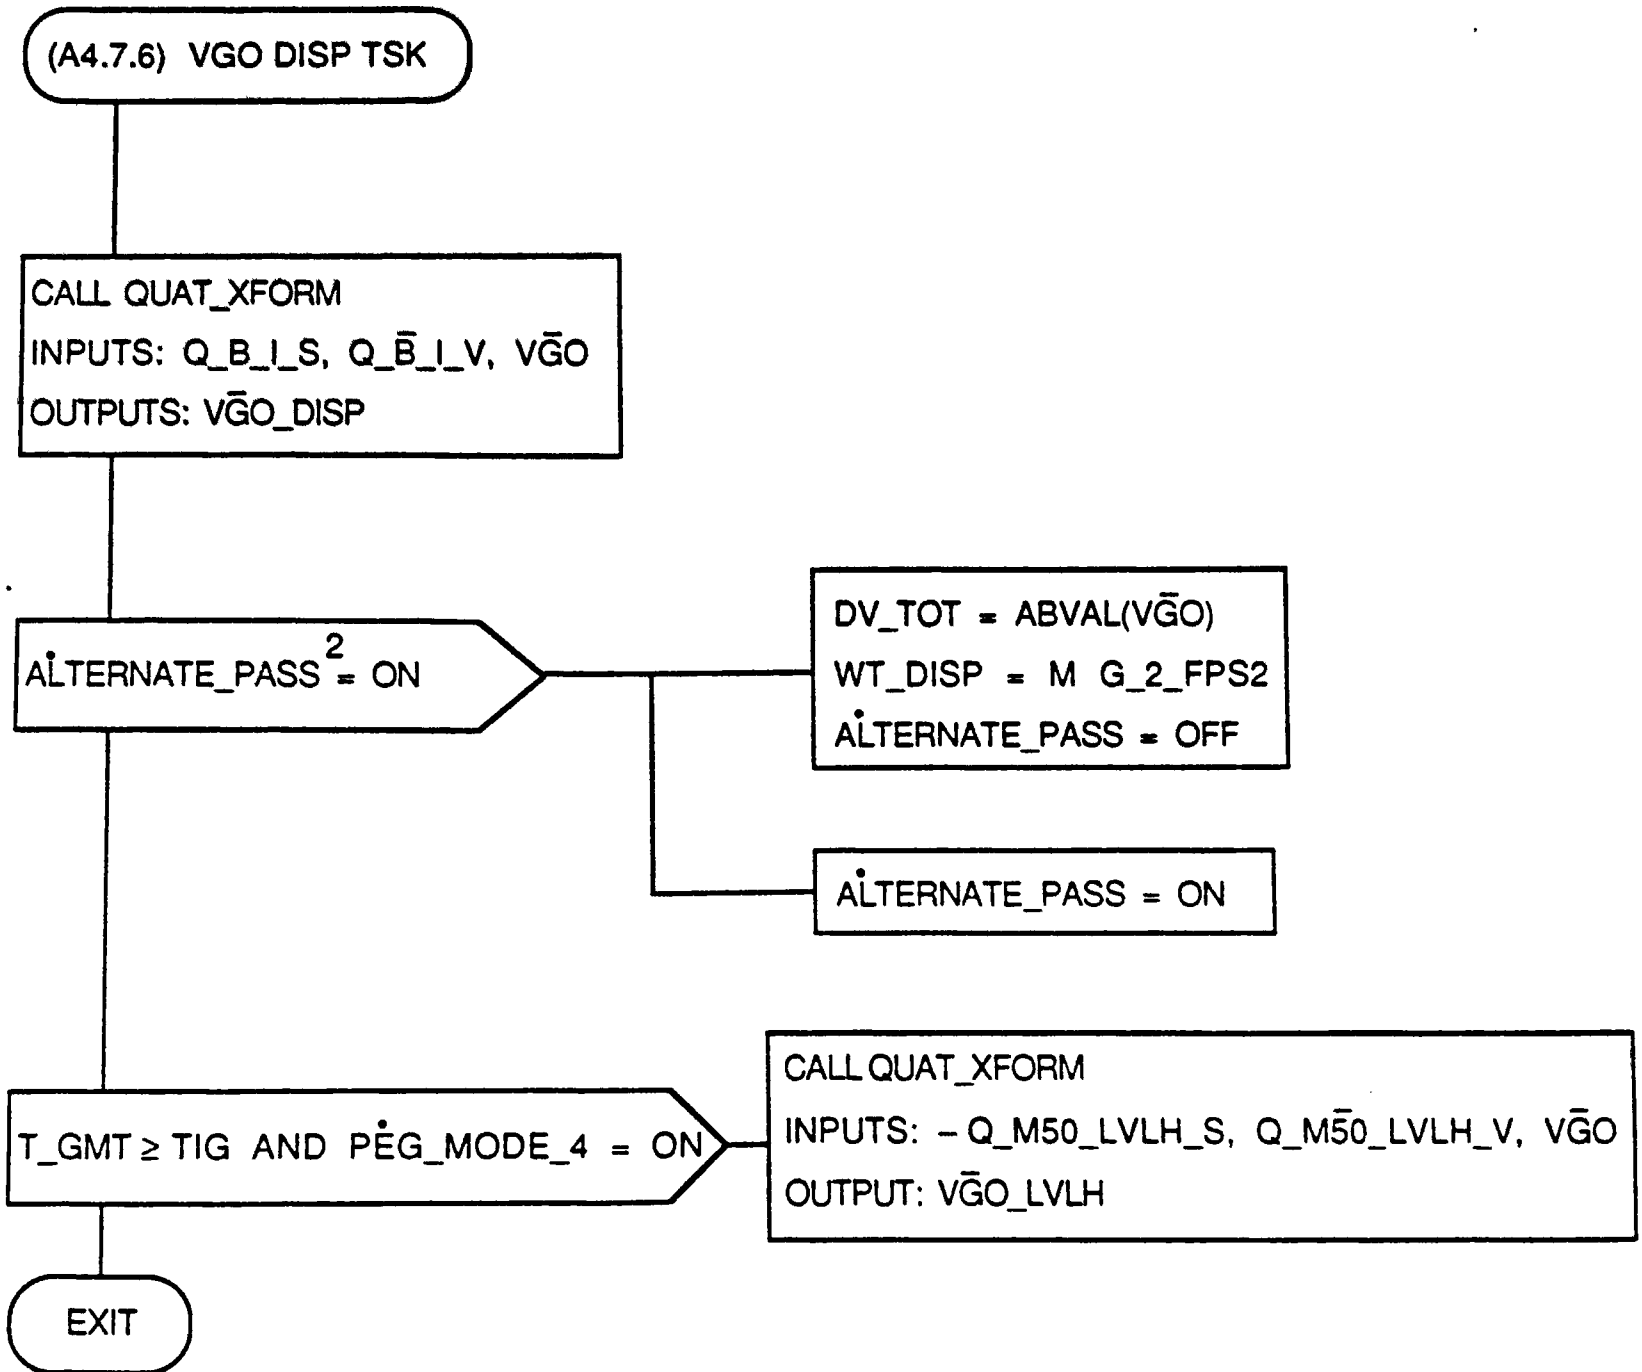 (A4.7.6) VGO DISP TSK
CALL QUAT_XFORM
INPUTS: Q_B_I_S, Q_B̄_I_V, VḠO
OUTPUTS: VḠO_DISP
AL̇TERNATE_PASS ²= ON
DV_TOT = ABVAL(VḠO)
WT_DISP = M G_2_FPS2
AL̇TERNATE_PASS = OFF
AL̇TERNATE_PASS = ON
T_GMT ≥ TIG AND PĖG_MODE_4 = ON
CALL QUAT_XFORM
INPUTS: – Q_M50_LVLH_S, Q_M5̄0_LVLH_V, VḠO
OUTPUT: VḠO_LVLH
EXIT